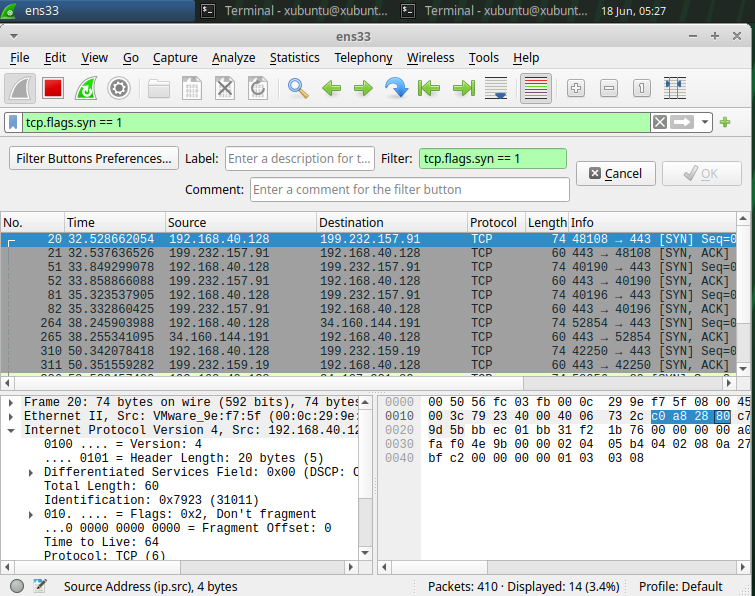 ens33 Terminal - xubuntu@xubunt... Terminal - xubuntu@xubunt... 18 Jun, 05:27
ens33
File Edit View Go Capture Analyze Statistics Telephony Wireless Tools Help
tcp.flags.syn == 1
Filter Buttons Preferences... Label: Enter a description for t... Filter: tcp.flags.syn == 1
Cancel OK
Comment: Enter a comment for the filter button
No. Time Source Destination Protocol Length Info
20 32.528662054 192.168.40.128 199.232.157.91 TCP 74 48108 → 443 [SYN] Seq=0
21 32.537636526 199.232.157.91 192.168.40.128 TCP 60 443 → 48108 [SYN, ACK]
51 33.849299078 192.168.40.128 199.232.157.91 TCP 74 40190 → 443 [SYN] Seq=0
52 33.858866088 199.232.157.91 192.168.40.128 TCP 60 443 → 40190 [SYN, ACK]
81 35.323537905 192.168.40.128 199.232.157.91 TCP 74 40196 → 443 [SYN] Seq=0
82 35.332860425 199.232.157.91 192.168.40.128 TCP 60 443 → 40196 [SYN, ACK]
264 38.245903988 192.168.40.128 34.160.144.191 TCP 74 52854 → 443 [SYN] Seq=0
265 38.255341095 34.160.144.191 192.168.40.128 TCP 60 443 → 52854 [SYN, ACK]
310 50.342078418 192.168.40.128 199.232.159.19 TCP 74 42250 → 443 [SYN] Seq=0
311 50.351559282 199.232.159.19 192.168.40.128 TCP 60 443 → 42250 [SYN, ACK]
Frame 20: 74 bytes on wire (592 bits), 74 bytes
Ethernet II, Src: VMware_9e:f7:5f (00:0c:29:9e:
Internet Protocol Version 4, Src: 192.168.40.12
0100 .... = Version: 4
.... 0101 = Header Length: 20 bytes (5)
Differentiated Services Field: 0x00 (DSCP: C
Total Length: 60
Identification: 0x7923 (31011)
010. .... = Flags: 0x2, Don't fragment
...0 0000 0000 0000 = Fragment Offset: 0
Time to Live: 64
Protocol: TCP (6)
0000 00 50 56 fc 03 fb 00 0c 29 9e f7 5f 08 00 45
0010 00 3c 79 23 40 00 40 06 73 2c c0 a8 28 80 c7
0020 9d 5b bb ec 01 bb 31 f2 1b 76 00 00 00 00 a0
0030 fa f0 4e 9b 00 00 02 04 05 b4 04 02 08 0a 27
0040 bf c2 00 00 00 00 01 03 03 08
Source Address (ip.src), 4 bytes Packets: 410 · Displayed: 14 (3.4%) Profile: Default